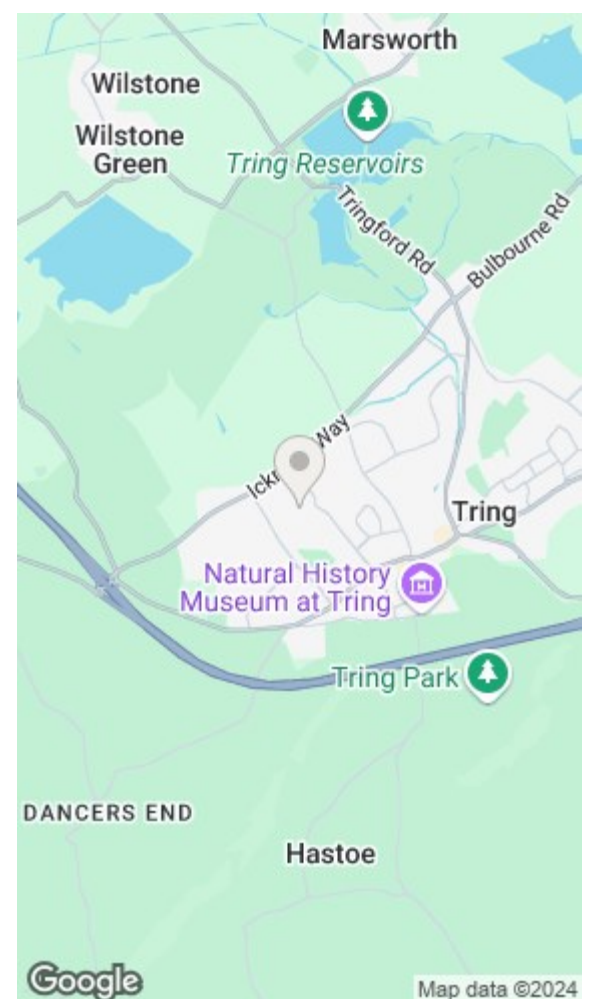 Marsworth
Wilstone
Wilstone
Green
Tring Reservoirs
Tringford Rd
Bulbourne Rd
Way
Tring
Natural History
Museum at Tring
Tring Park
DANCERS END
Hastoe
Google
Map data ©2024